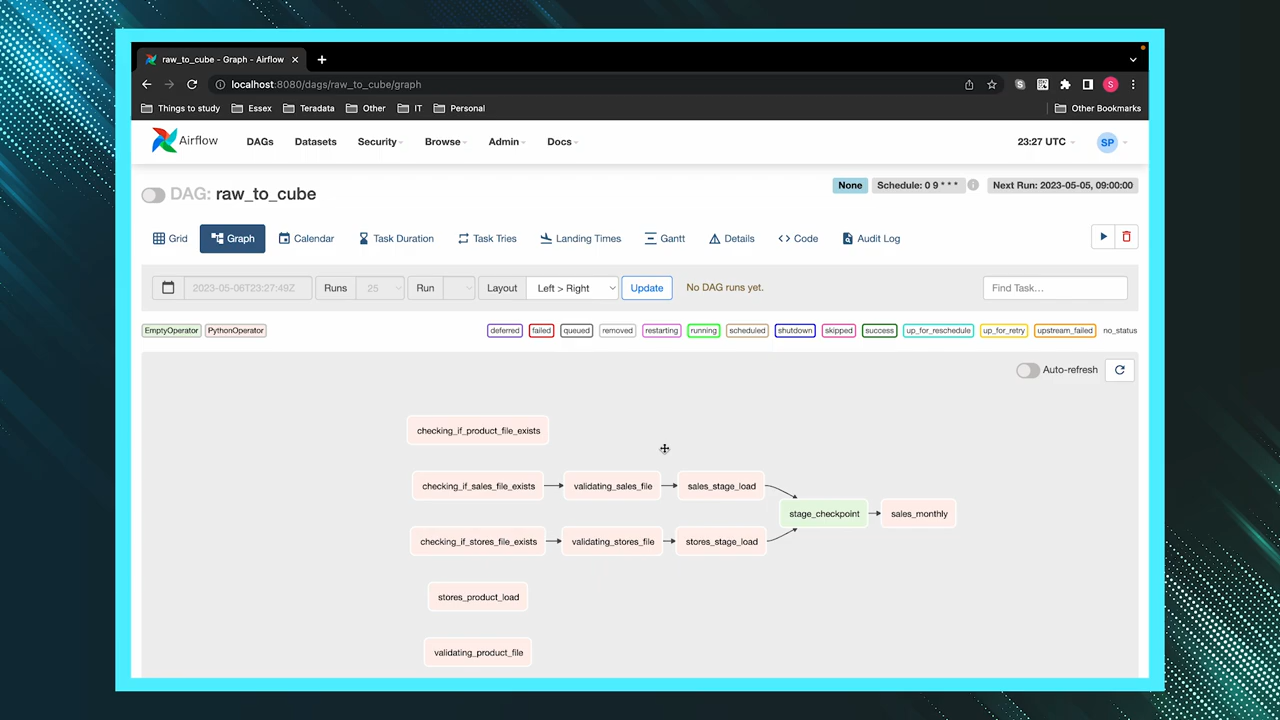 raw_to_cube - Graph - Airflow
localhost:8080/dags/raw_to_cube/graph
S
Things to study Essex Teradata Other IT Personal Other Bookmarks
Airflow DAGs Datasets Security Browse Admin Docs 23:27 UTC SP
DAG: raw_to_cube None Schedule: 0 9 * * * Next Run: 2023-05-05, 09:00:00
Grid Graph Calendar Task Duration Task Tries Landing Times Gantt Details <> Code Audit Log
2023-05-06T23:27:49Z Runs 25 Run Layout Left > Right Update No DAG runs yet. Find Task...
EmptyOperator PythonOperator deferred failed queued removed restarting running scheduled shutdown skipped success up_for_reschedule up_for_retry upstream_failed no_status
Auto-refresh
checking_if_product_file_exists
checking_if_sales_file_exists validating_sales_file sales_stage_load
stage_checkpoint sales_monthly
checking_if_stores_file_exists validating_stores_file stores_stage_load
stores_product_load
validating_product_file